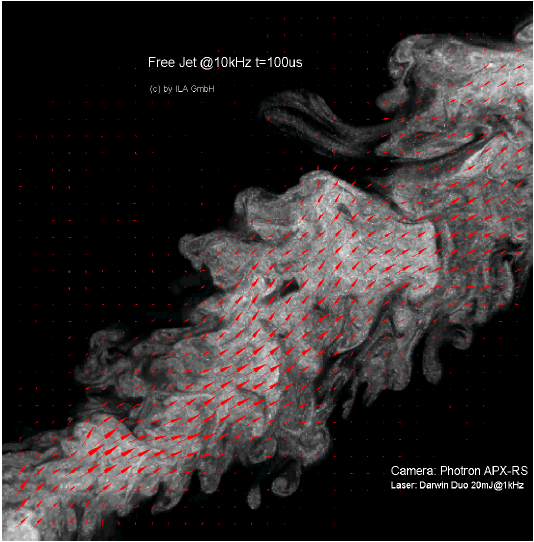 Free Jet @10kHz t=100us
(c) by ILA GmbH
Camera: Photron APX-RS
Laser: Darwin Duo 20mJ@1kHz